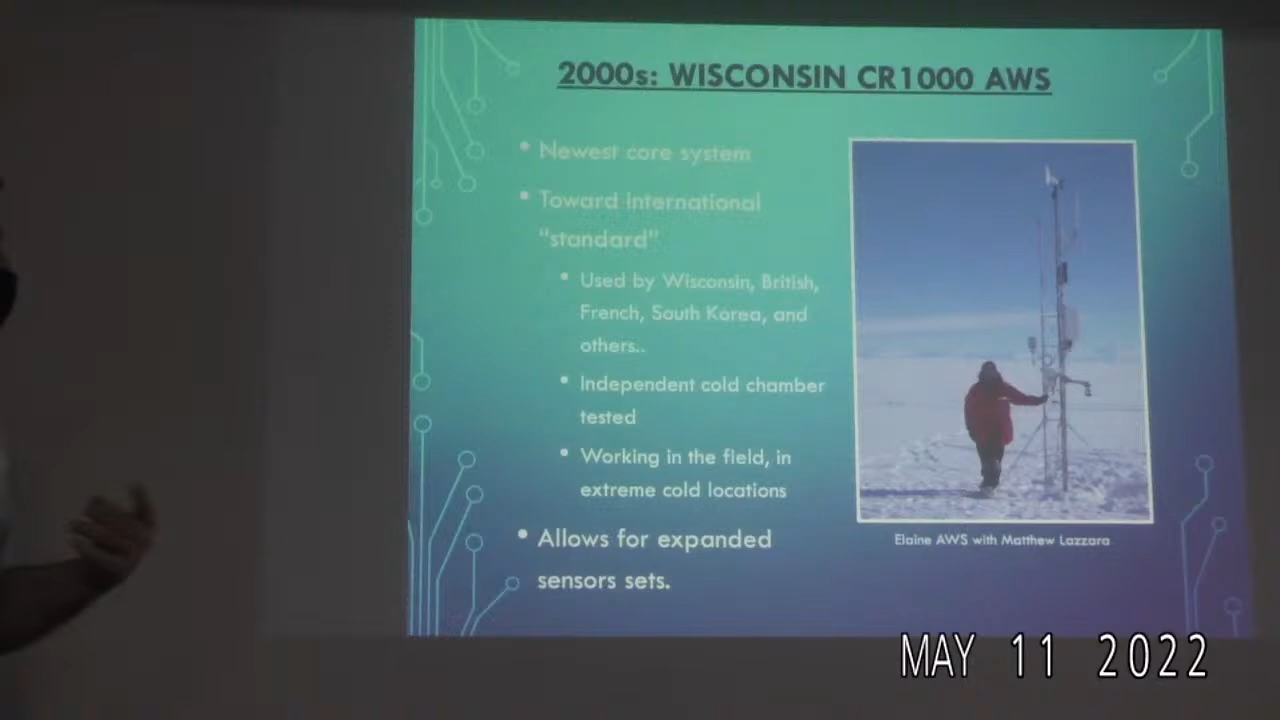 2000s: WISCONSIN CR1000 AWS
• Newest core system
• Toward international
"standard"
• Used by Wisconsin, British,
French, South Korea, and
others..
• Independent cold chamber
tested
• Working in the field, in
extreme cold locations
• Allows for expanded
sensors sets.
Elaine AWS with Matthew Lazzara
MAY 11 2022